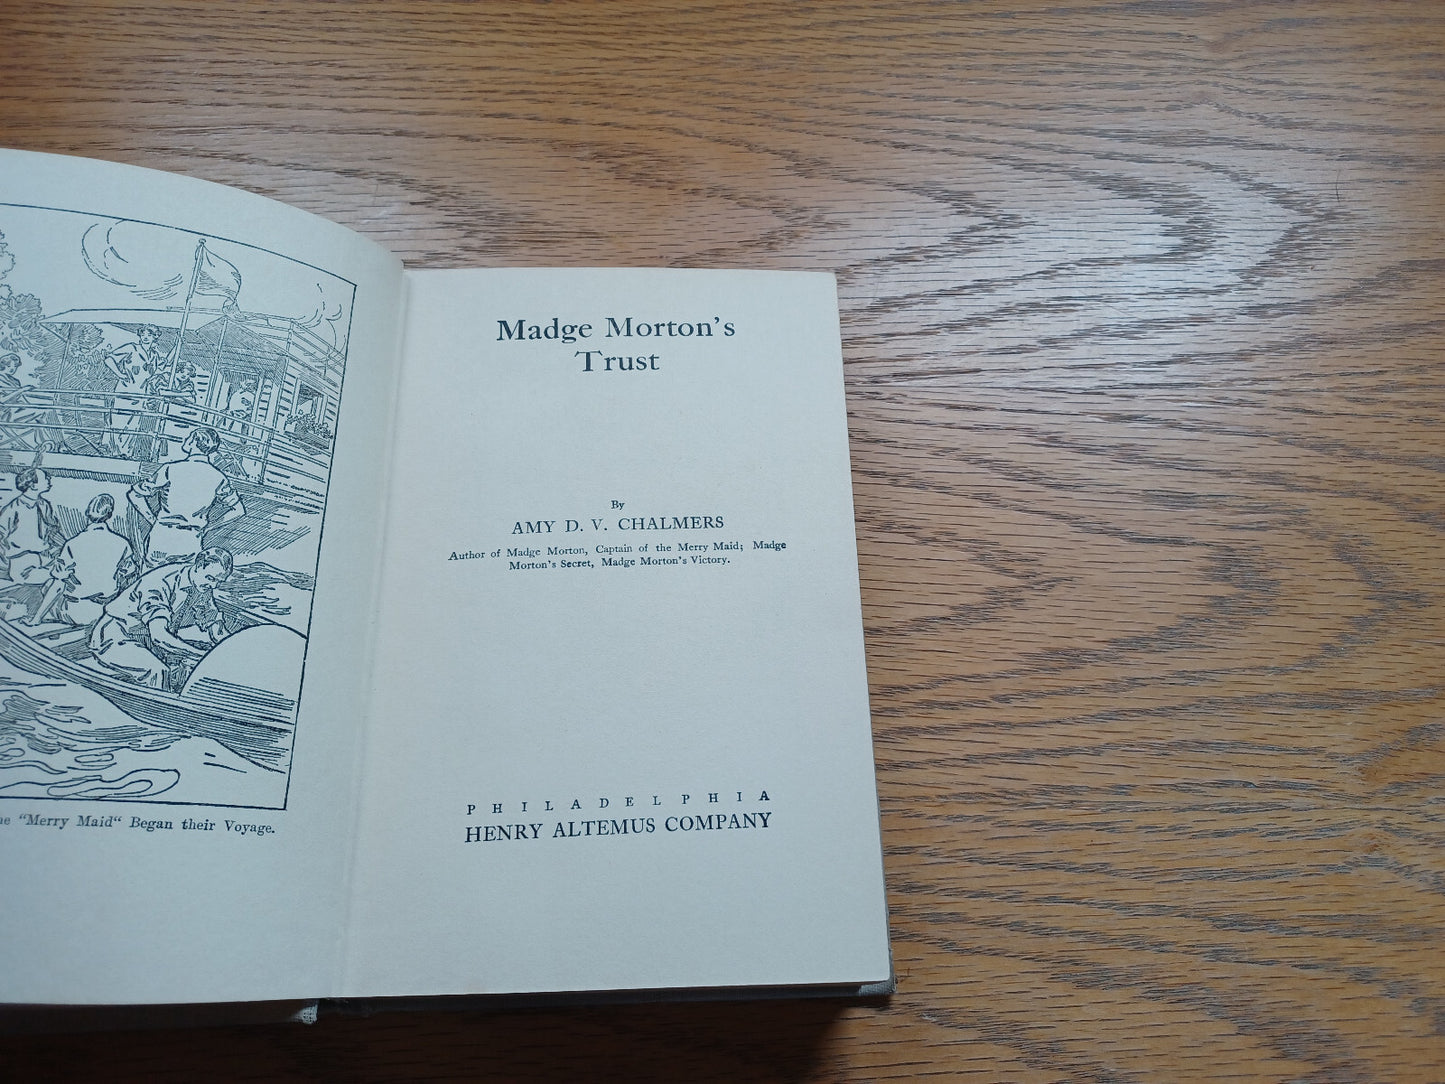 "Merry Maid" Began their Voyage.
Madge Morton's
Trust
By
AMY D. V. CHALMERS
Author of Madge Morton, Captain of the Merry Maid; Madge
Morton's Secret, Madge Morton's Victory.
PHILADELPHIA
HENRY ALTEMUS COMPANY